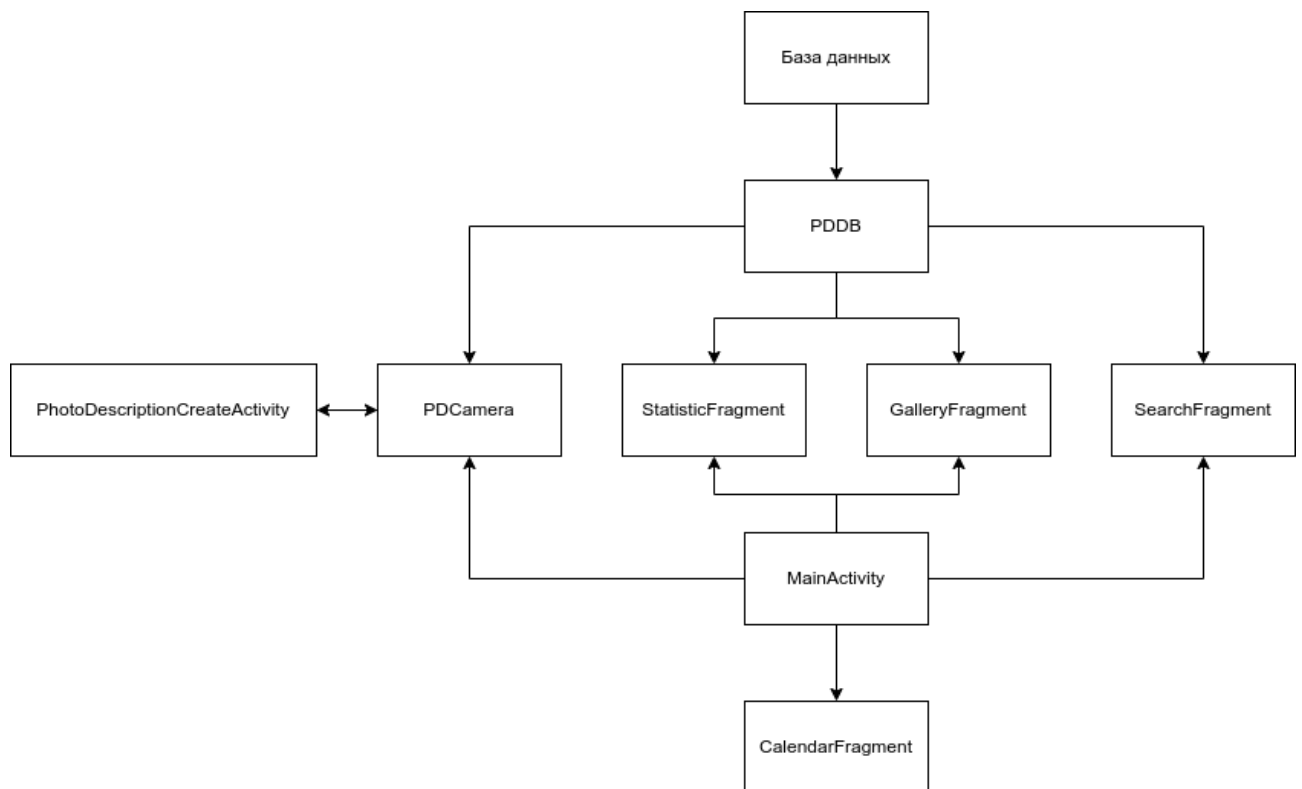 База данных
PDDB
PhotoDescriptionCreateActivity
PDCamera
StatisticFragment
GalleryFragment
SearchFragment
MainActivity
CalendarFragment